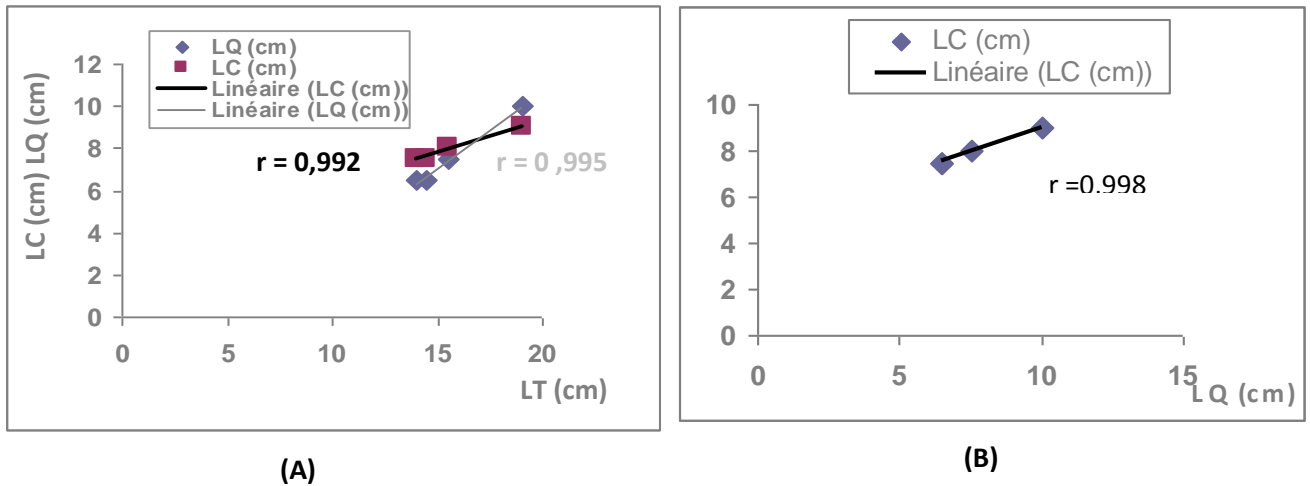 LQ (cm)
LC (cm)
Linéaire (LC (cm))
Linéaire (LQ (cm))
LC (cm) LQ (cm)
12
10
8
6
4
2
0
r = 0,992
r = 0 ,995
0
5
10
15
20
LT (cm)
(A)
LC (cm)
Linéaire (LC (cm))
10
8
6
4
2
0
r =0.998
0
5
10
15
LQ (cm)
(B)